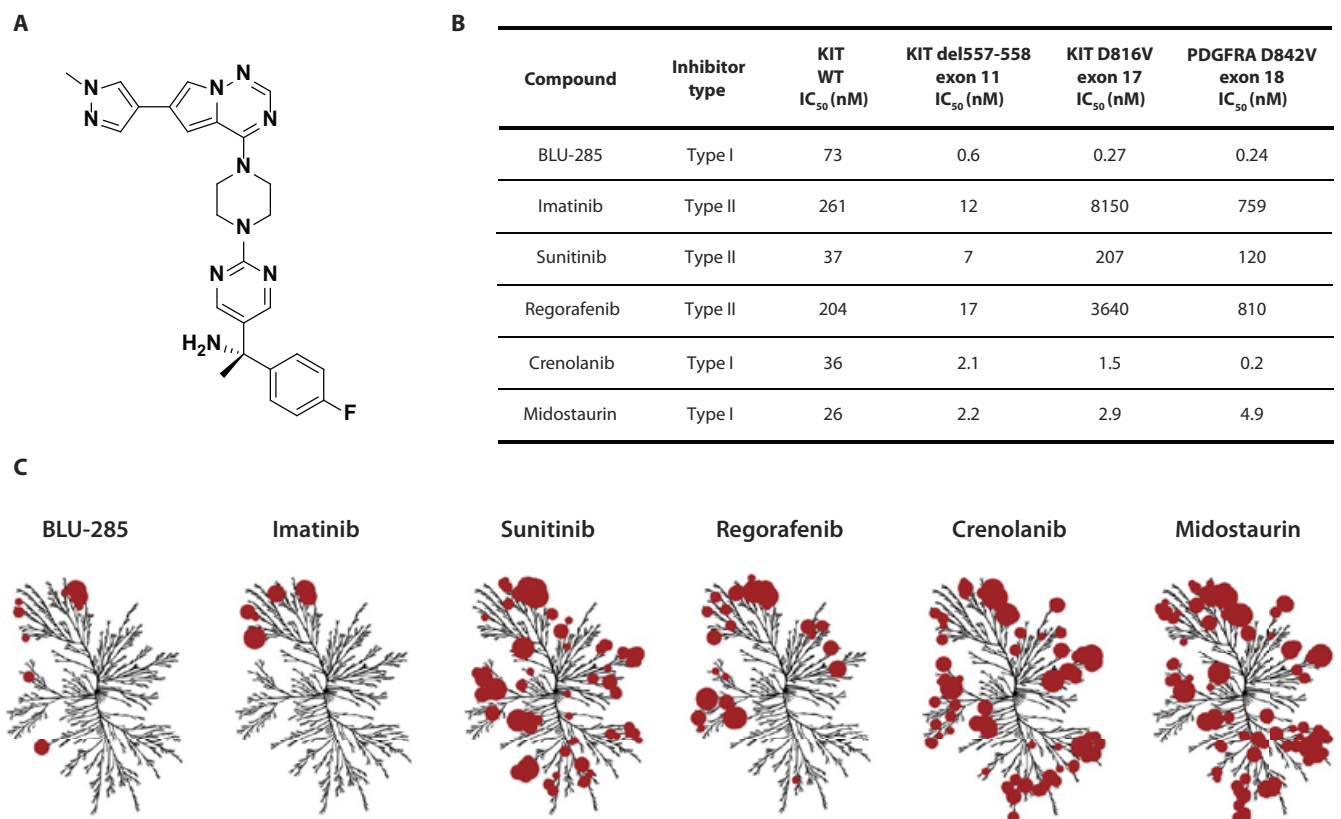 A
N
N
N
N
N
N
N
N
N
H2N
F
B
Compound
Inhibitor type
KIT WT IC50 (nM)
KIT del557-558 exon 11 IC50 (nM)
KIT D816V exon 17 IC50 (nM)
PDGFRA D842V exon 18 IC50 (nM)
BLU-285 Type I 73 0.6 0.27 0.24
Imatinib Type II 261 12 8150 759
Sunitinib Type II 37 7 207 120
Regorafenib Type II 204 17 3640 810
Crenolanib Type I 36 2.1 1.5 0.2
Midostaurin Type I 26 2.2 2.9 4.9
C
BLU-285 Imatinib Sunitinib Regorafenib Crenolanib Midostaurin